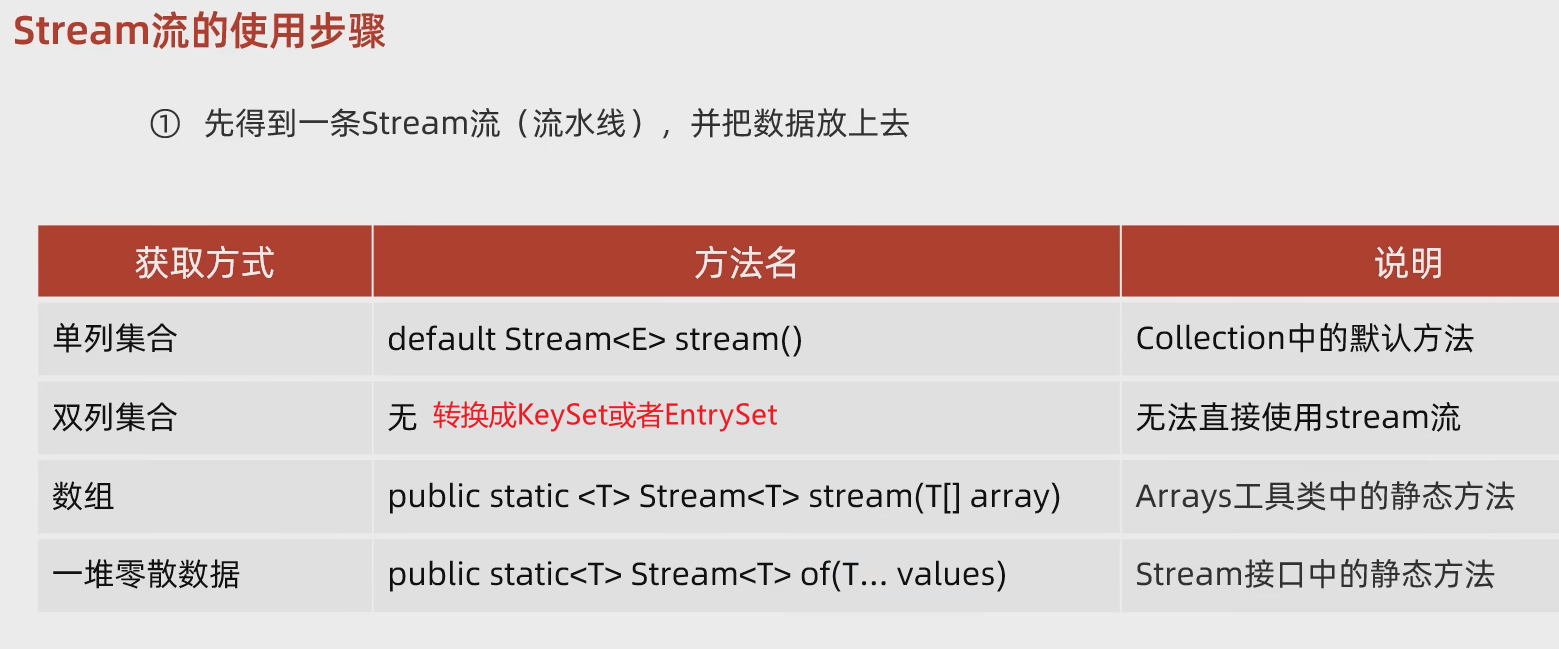 Stream流的使用步骤
① 先得到一条Stream流（流水线），并把数据放上去
获取方式 方法名 说明
单列集合 default Stream<E> stream() Collection中的默认方法
双列集合 无 转换成KeySet或者EntrySet 无法直接使用stream流
数组 public static <T> Stream<T> stream(T[] array) Arrays工具类中的静态方法
一堆零散数据 public static<T> Stream<T> of(T... values) Stream接口中的静态方法